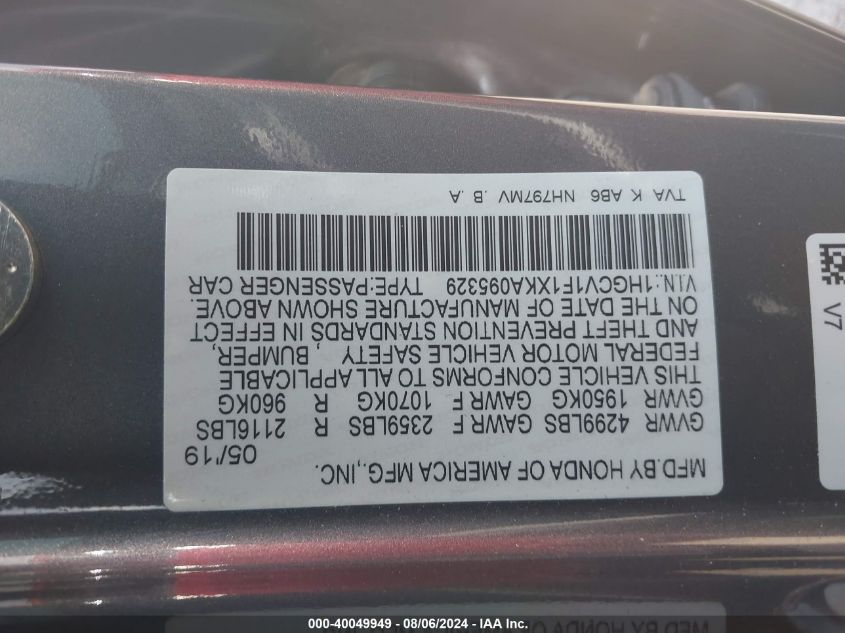 MFD.BY HONDA OF AMERICA MFG.,INC.
05/'19
GVWR 4299LBS GAWR F 2359LBS R 2116LBS
GVWR 1950KG GAWR F 1070KG R 960KG
THIS VEHICLE CONFORMS TO ALL APPLICABLE
FEDERAL MOTOR VEHICLE SAFETY , BUMPER,
AND THEFT PREVENTION STANDARDS IN EFFECT
ON THE DATE OF MANUFACTURE SHOWN ABOVE.
V.I.N.:1HGCV1F1XKA095329 TYPE:PASSENGER CAR
TVA K AB6 NH797MV .B .A
V7
000-40049949 - 08/06/2024 - IAA Inc.